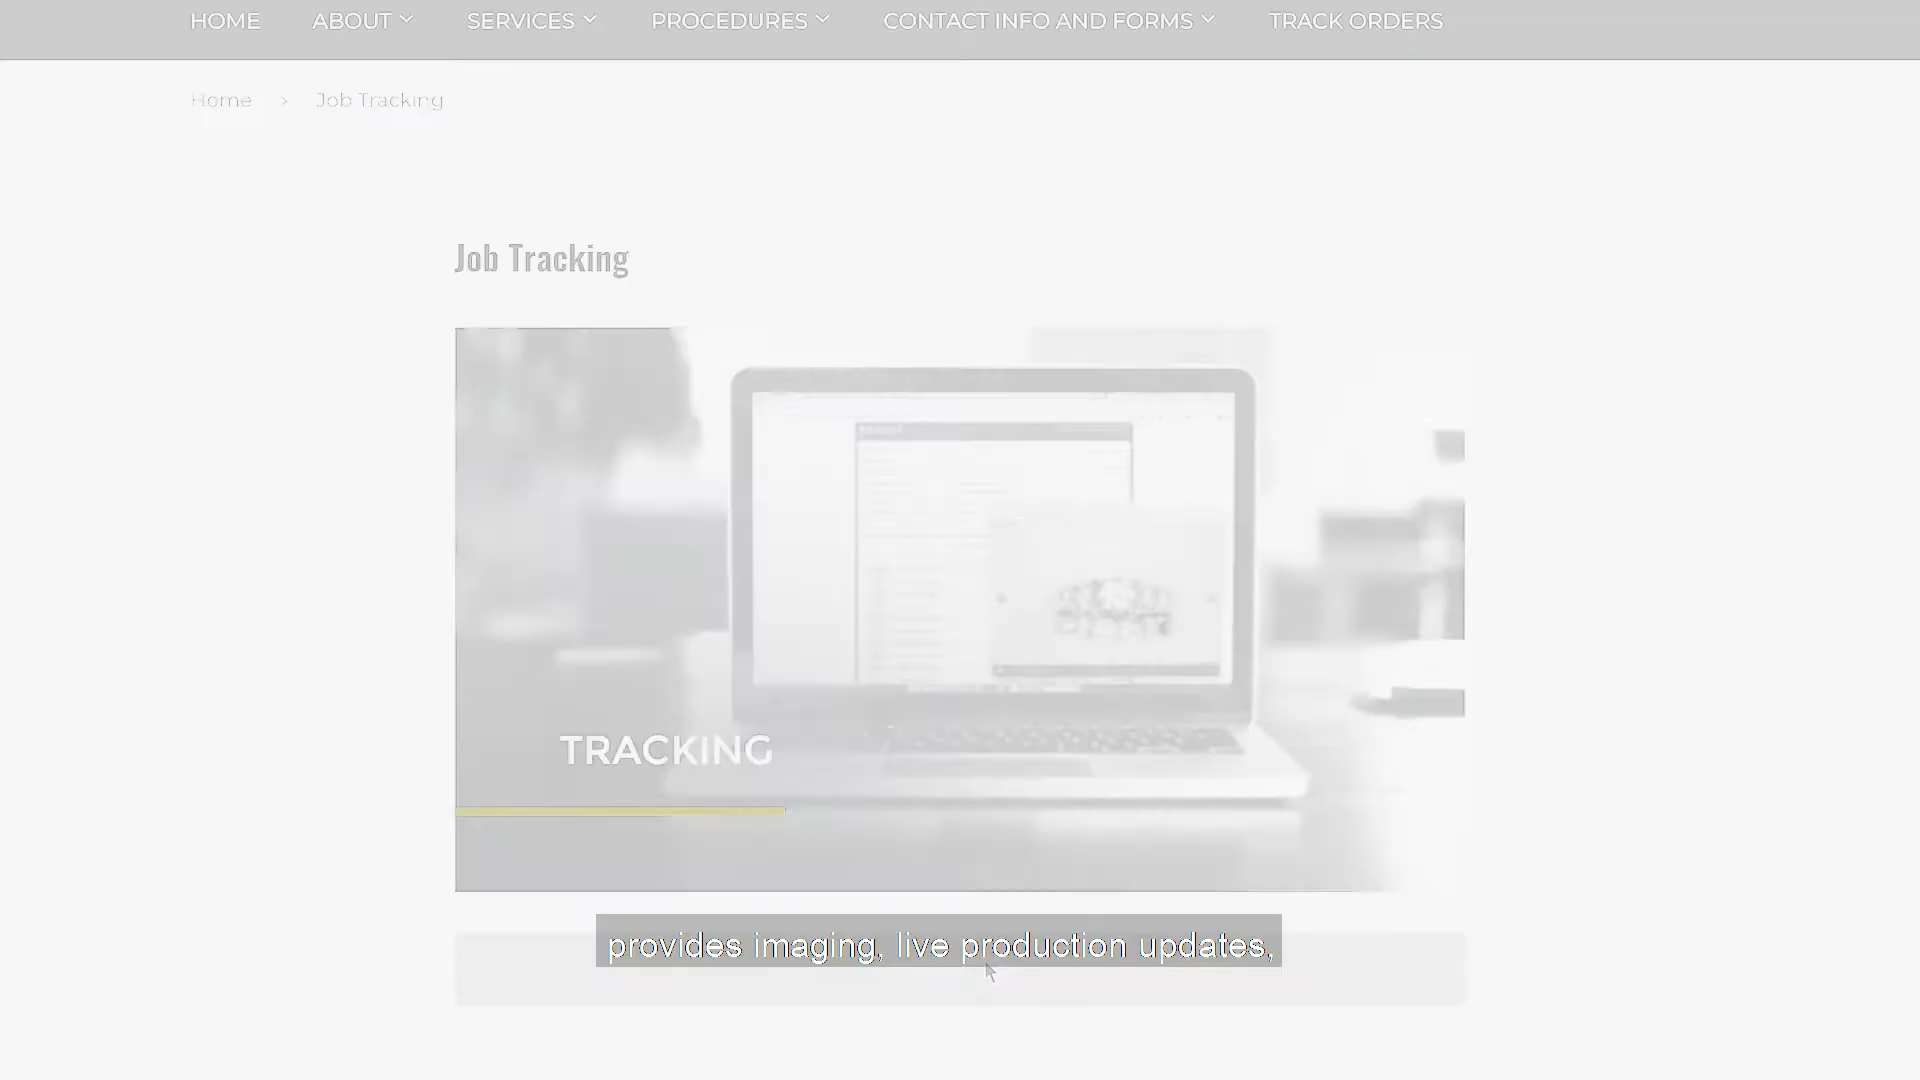 HOME ABOUT SERVICES PROCEDURES CONTACT INFO AND FORMS TRACK ORDERS
Home > Job Tracking
Job Tracking
TRACKING
provides imaging, live production updates,